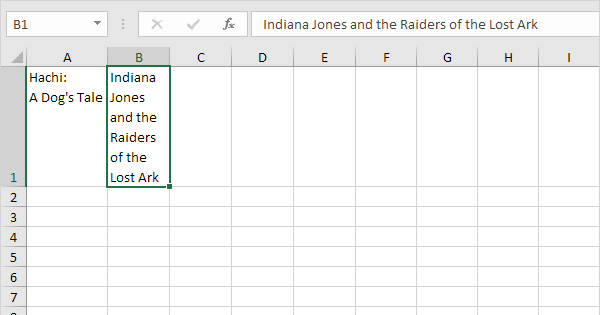 B1 fx Indiana Jones and the Raiders of the Lost Ark
A B C D E F G H I
Hachi:
A Dog's Tale
Indiana
Jones
and the
Raiders
of the
Lost Ark
1
2
3
4
5
6
7